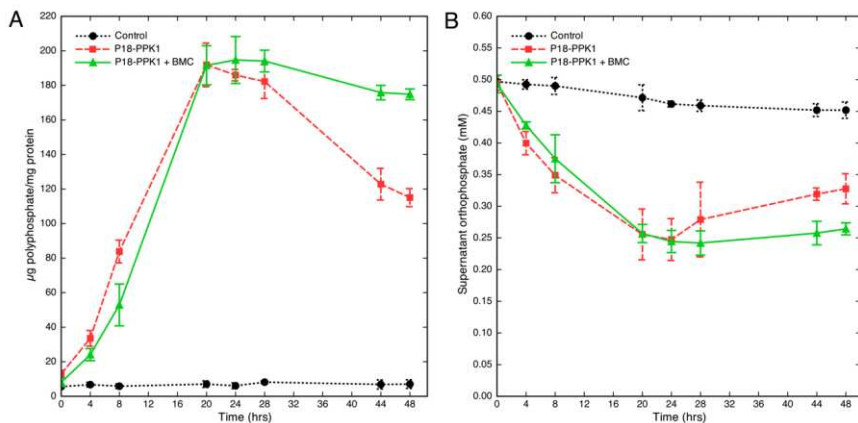 A
Control
P18-PPK1
P18-PPK1 + BMC
220
200
180
160
140
120
100
80
60
40
20
0
µg polyphosphate/mg protein
0 4 8 12 16 20 24 28 32 36 40 44 48
Time (hrs)
B
Control
P18-PPK1
P18-PPK1 + BMC
0.60
0.55
0.50
0.45
0.40
0.35
0.30
0.25
0.20
0.15
0.10
0.05
0.00
Supernatant orthophosphate (mM)
0 4 8 12 16 20 24 28 32 36 40 44 48
Time (hrs)